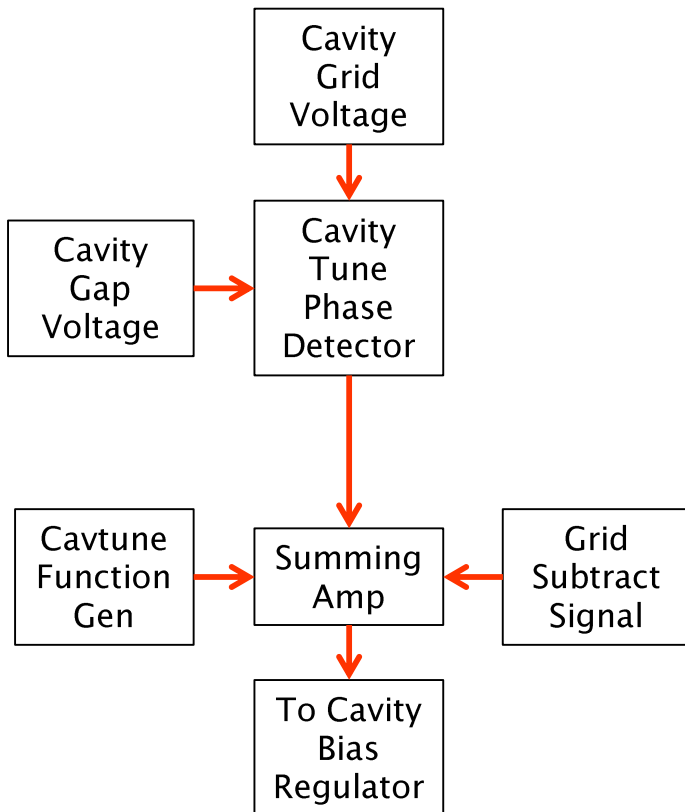 Cavity
Grid
Voltage
Cavity
Gap
Voltage
Cavity
Tune
Phase
Detector
Cavtune
Function
Gen
Summing
Amp
Grid
Subtract
Signal
To Cavity
Bias
Regulator